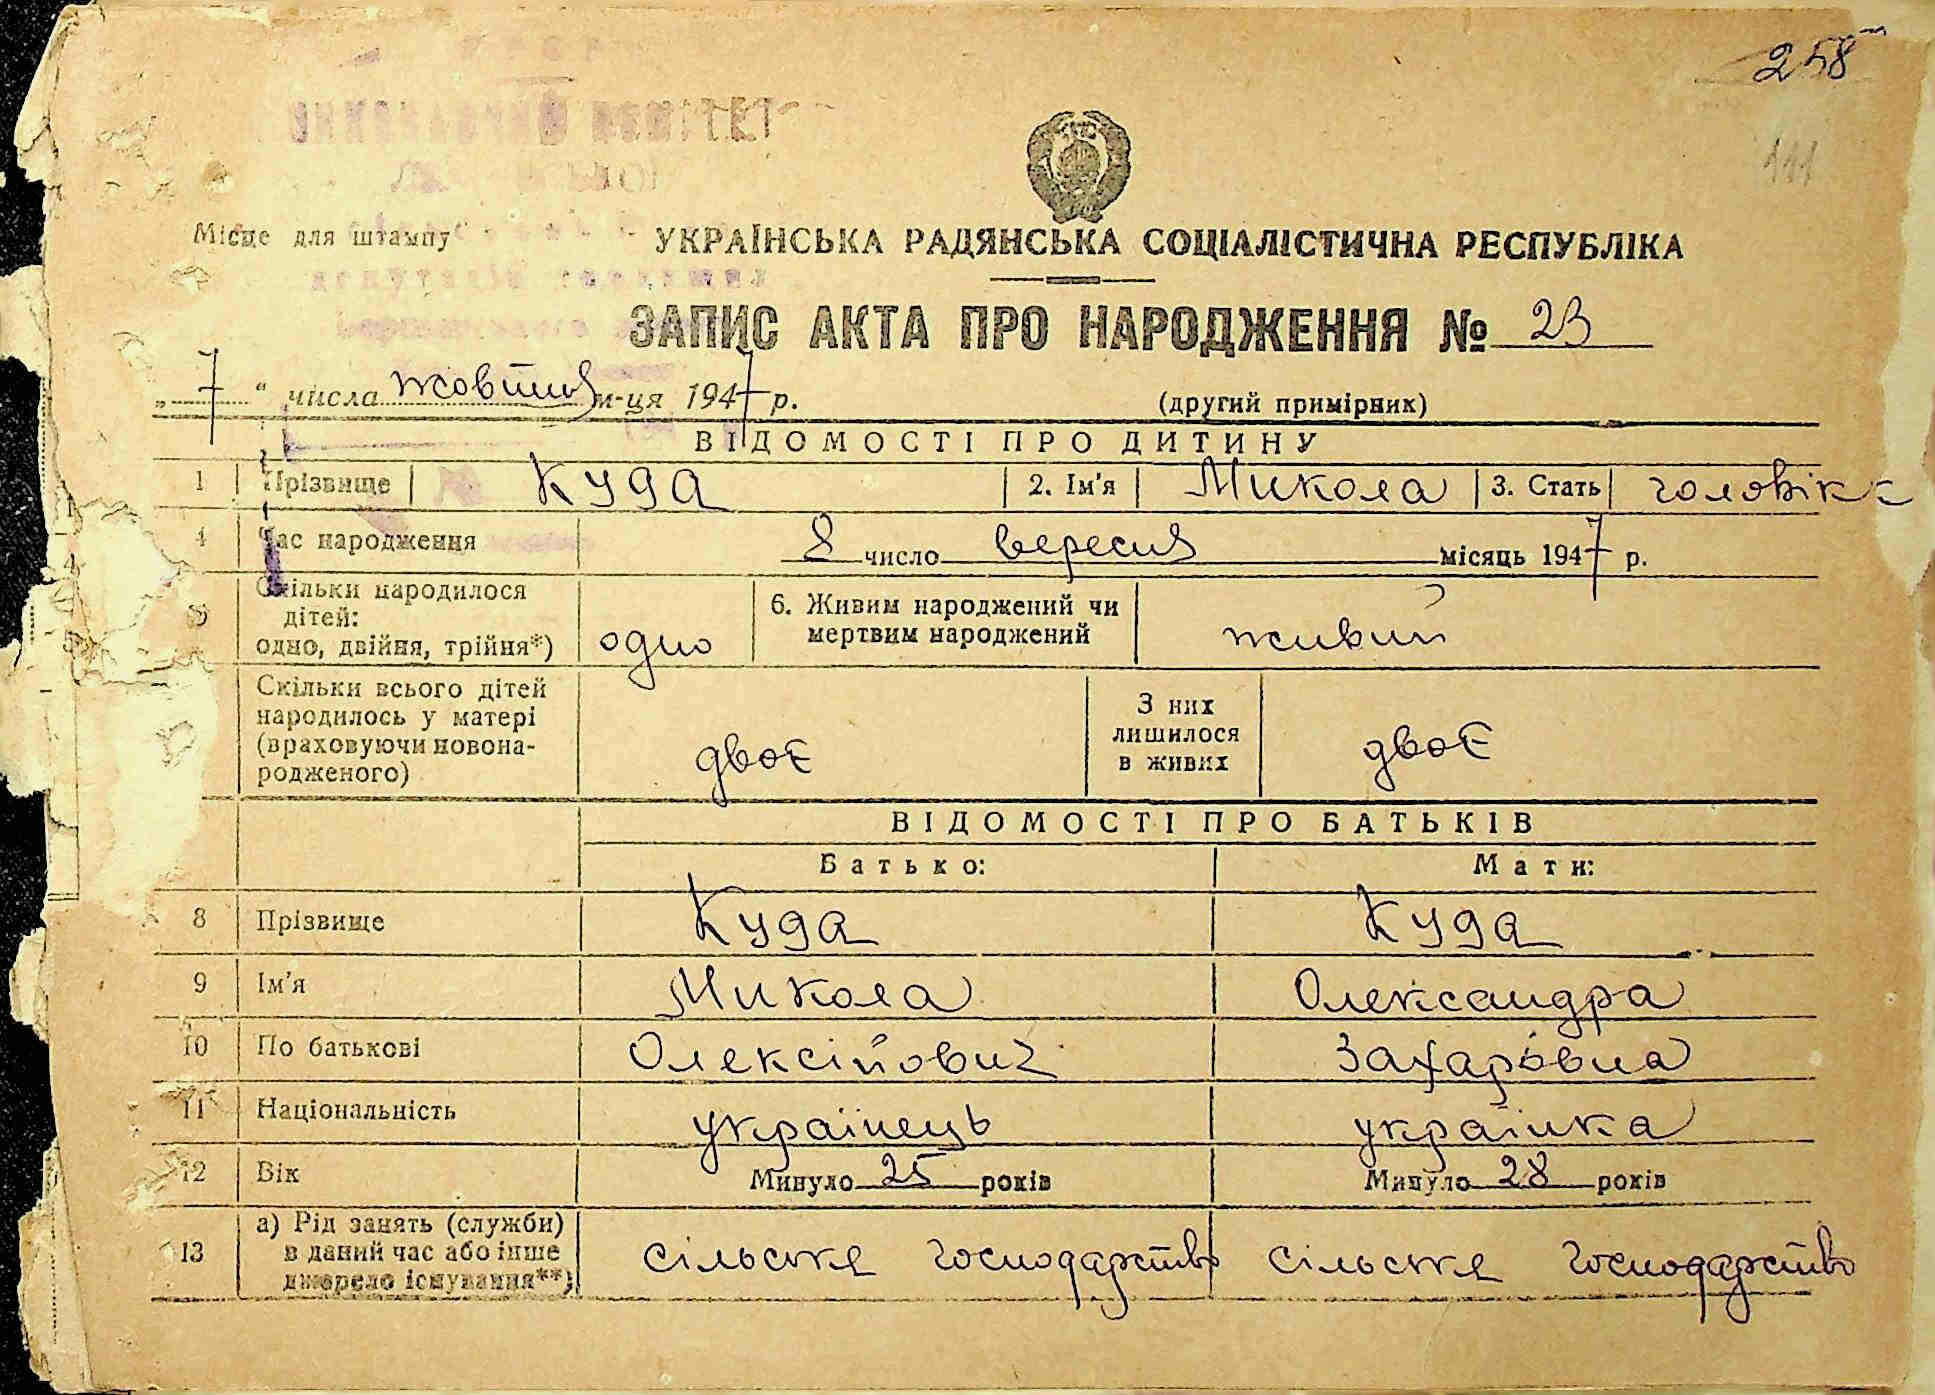 258
111
Місце для штампу
УКРАЇНСЬКА РАДЯНСЬКА СОЦІАЛІСТИЧНА РЕСПУБЛІКА
ЗАПИС АКТА ПРО НАРОДЖЕННЯ № 23
„7“ числа жовтня м-ця 1947 р. (другий примірник)
ВІДОМОСТІ ПРО ДИТИНУ
1 Прізвище Куда 2. Ім'я Микола 3. Стать чоловік
4 Час народження 8 число вересня місяць 1947 р.
5 Скільки народилося дітей: одно, двійня, трійня*) одно 6. Живим народжений чи мертвим народжений живий
Скільки всього дітей народилось у матері (враховуючи новонародженого) двоє З них лишилося в живих двоє
ВІДОМОСТІ ПРО БАТЬКІВ
Батько: Мати:
8 Прізвище Куда Куда
9 Ім'я Микола Олександра
10 По батькові Олексійович Захаровна
11 Національність українець українка
12 Вік Минуло 25 років Минуло 28 років
13 а) Рід занять (служби) в даний час або інше джерело існування**) сільське господарство сільське господарство